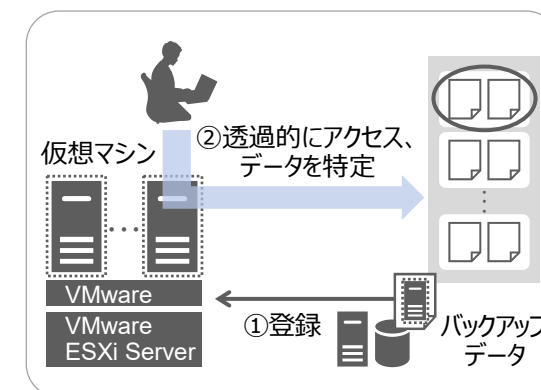 仮想マシン
②透過的にアクセス、
データを特定
VMware
VMware
ESXi Server
①登録
バックアップ
データ